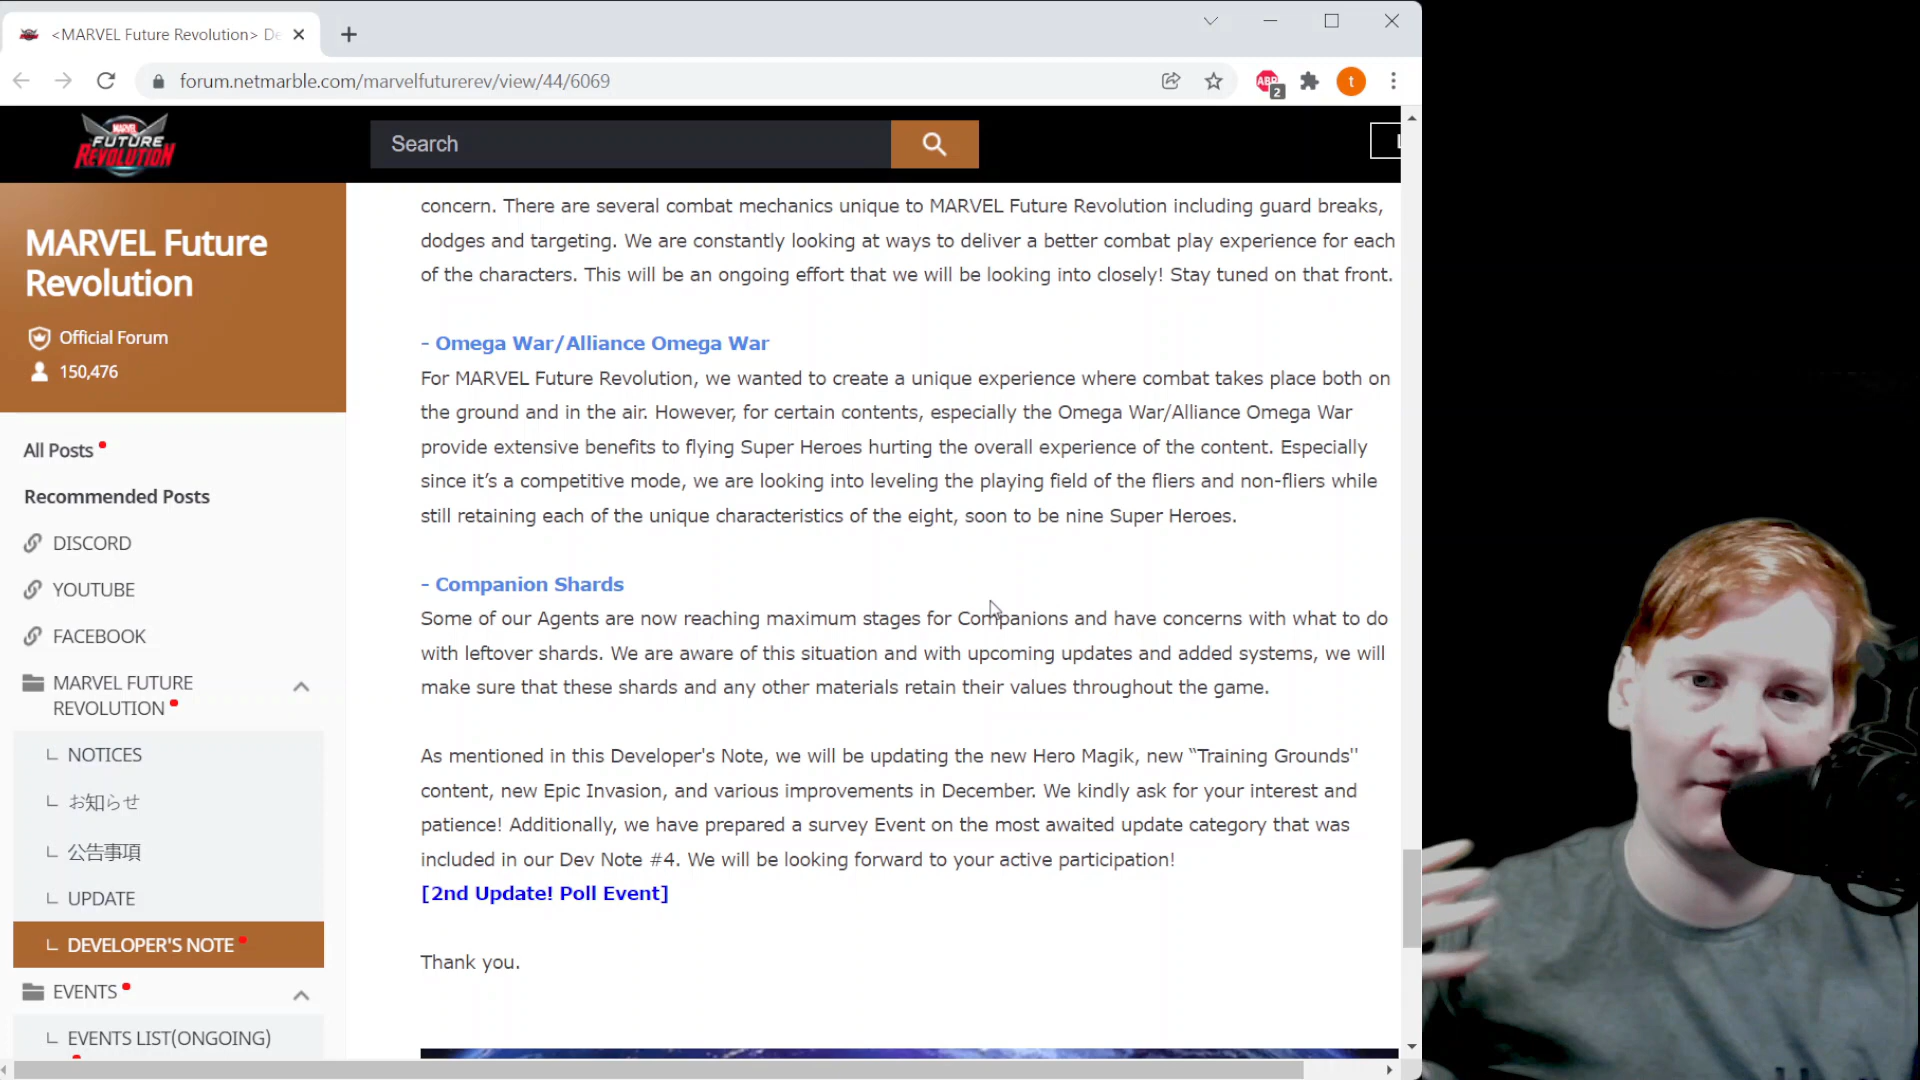 <MARVEL Future Revolution> De
forum.netmarble.com/marvelfuturerev/view/44/6069
ABP
2
t
MARVEL
FUTURE
REVOLUTION
Search
MARVEL Future
Revolution
Official Forum
150,476
All Posts
Recommended Posts
DISCORD
YOUTUBE
FACEBOOK
MARVEL FUTURE
REVOLUTION
NOTICES
お知らせ
公告事項
UPDATE
DEVELOPER'S NOTE
EVENTS
EVENTS LIST(ONGOING)
concern. There are several combat mechanics unique to MARVEL Future Revolution including guard breaks,
dodges and targeting. We are constantly looking at ways to deliver a better combat play experience for each
of the characters. This will be an ongoing effort that we will be looking into closely! Stay tuned on that front.
- Omega War/Alliance Omega War
For MARVEL Future Revolution, we wanted to create a unique experience where combat takes place both on
the ground and in the air. However, for certain contents, especially the Omega War/Alliance Omega War
provide extensive benefits to flying Super Heroes hurting the overall experience of the content. Especially
since it’s a competitive mode, we are looking into leveling the playing field of the fliers and non-fliers while
still retaining each of the unique characteristics of the eight, soon to be nine Super Heroes.
- Companion Shards
Some of our Agents are now reaching maximum stages for Companions and have concerns with what to do
with leftover shards. We are aware of this situation and with upcoming updates and added systems, we will
make sure that these shards and any other materials retain their values throughout the game.
As mentioned in this Developer's Note, we will be updating the new Hero Magik, new “Training Grounds''
content, new Epic Invasion, and various improvements in December. We kindly ask for your interest and
patience! Additionally, we have prepared a survey Event on the most awaited update category that was
included in our Dev Note #4. We will be looking forward to your active participation!
[2nd Update! Poll Event]
Thank you.